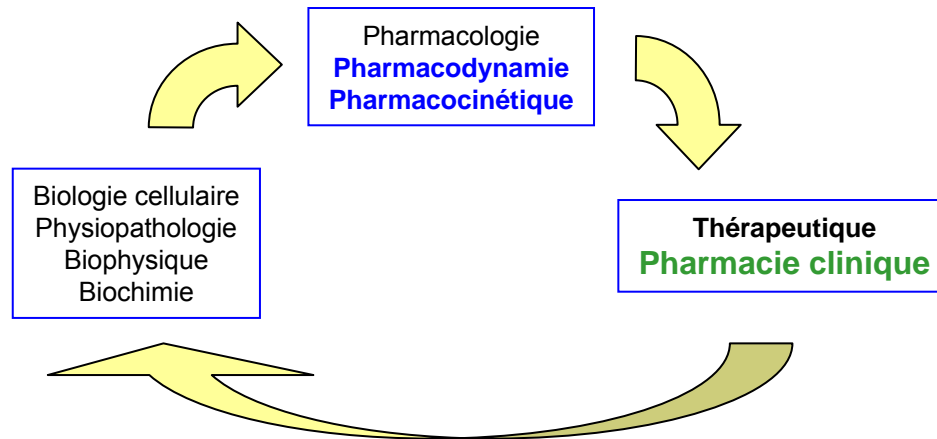 Pharmacologie
Pharmacodynamie
Pharmacocinétique
Biologie cellulaire
Physiopathologie
Biophysique
Biochimie
Thérapeutique
Pharmacie clinique